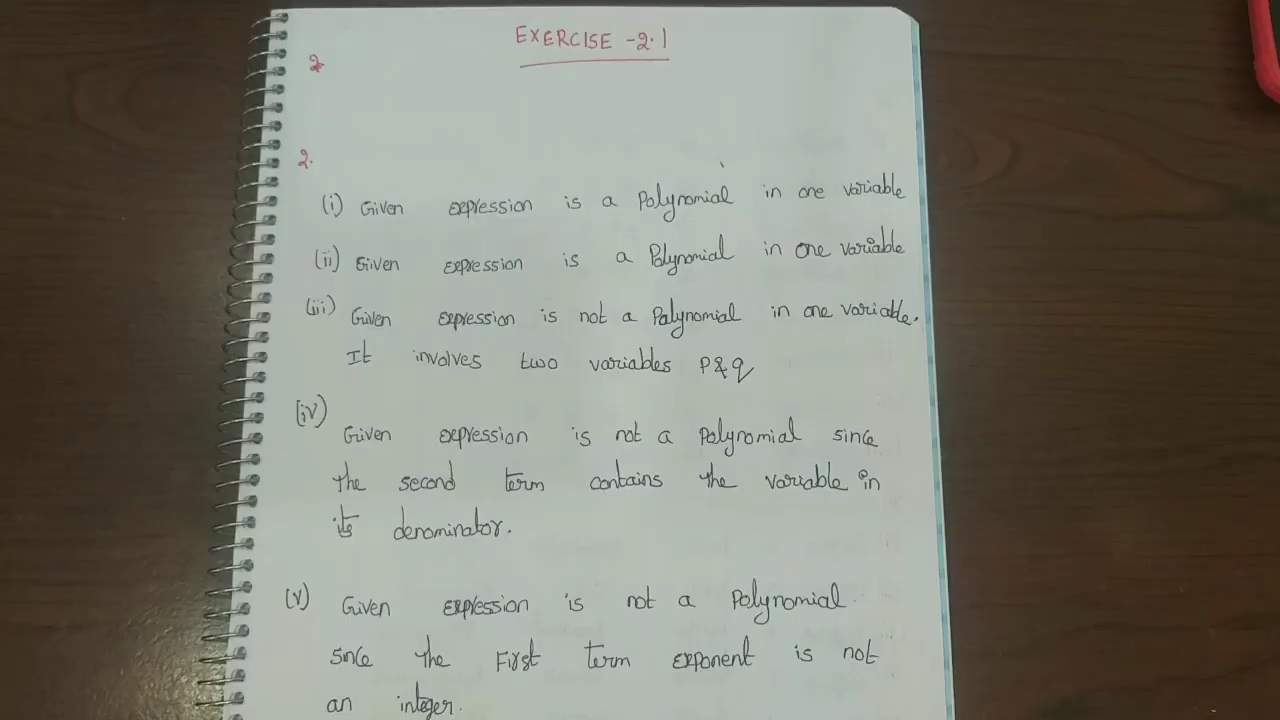 EXERCISE -2.1
2
2.
(i) Given expression is a Polynomial in one variable
(ii) Given expression is a Polynomial in one variable
(iii) Given expression is not a Polynomial in one variable.
It involves two variables P & q
(iv)
Given expression is not a Polynomial since
the second term contains the variable in
its denominator.
(v) Given expression is not a Polynomial.
since the First term exponent is not
an integer.